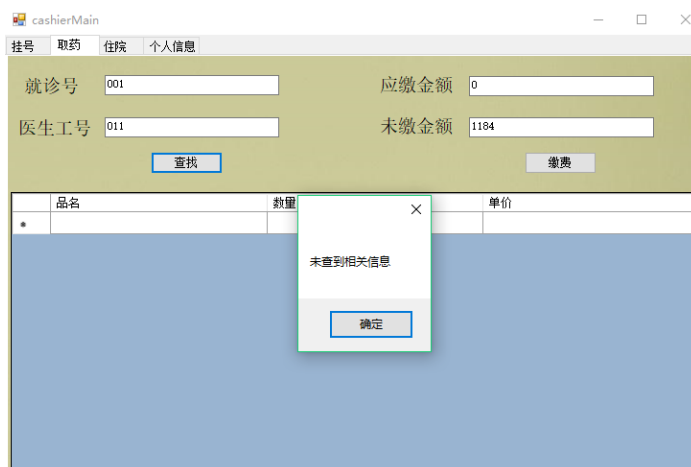 cashierMain
挂号 取药 住院 个人信息
就诊号 001 应缴金额 0
医生工号 011 未缴金额 1184
查找 缴费
品名 数量 单价
*
未查到相关信息
确定